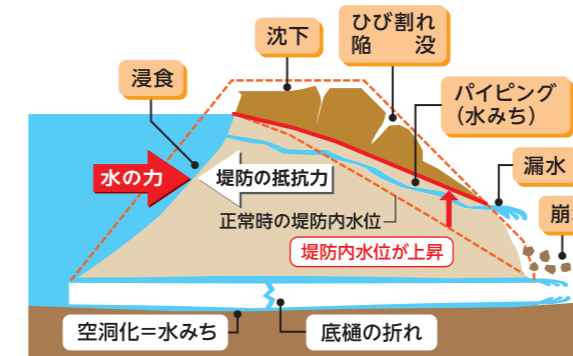 沈下
ひび割れ
陥 没
浸食
パイピング
（水みち）
漏水
水の力
堤防の抵抗力
正常時の堤防内水位
堤防内水位が上昇
空洞化＝水みち
底樋の折れ